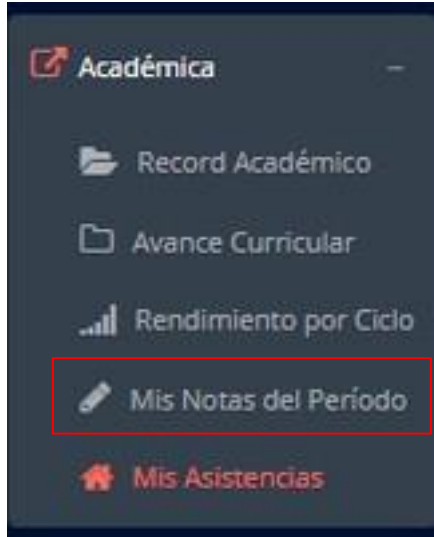 Académica
Record Académico
Avance Curricular
Rendimiento por Ciclo
Mis Notas del Período
Mis Asistencias